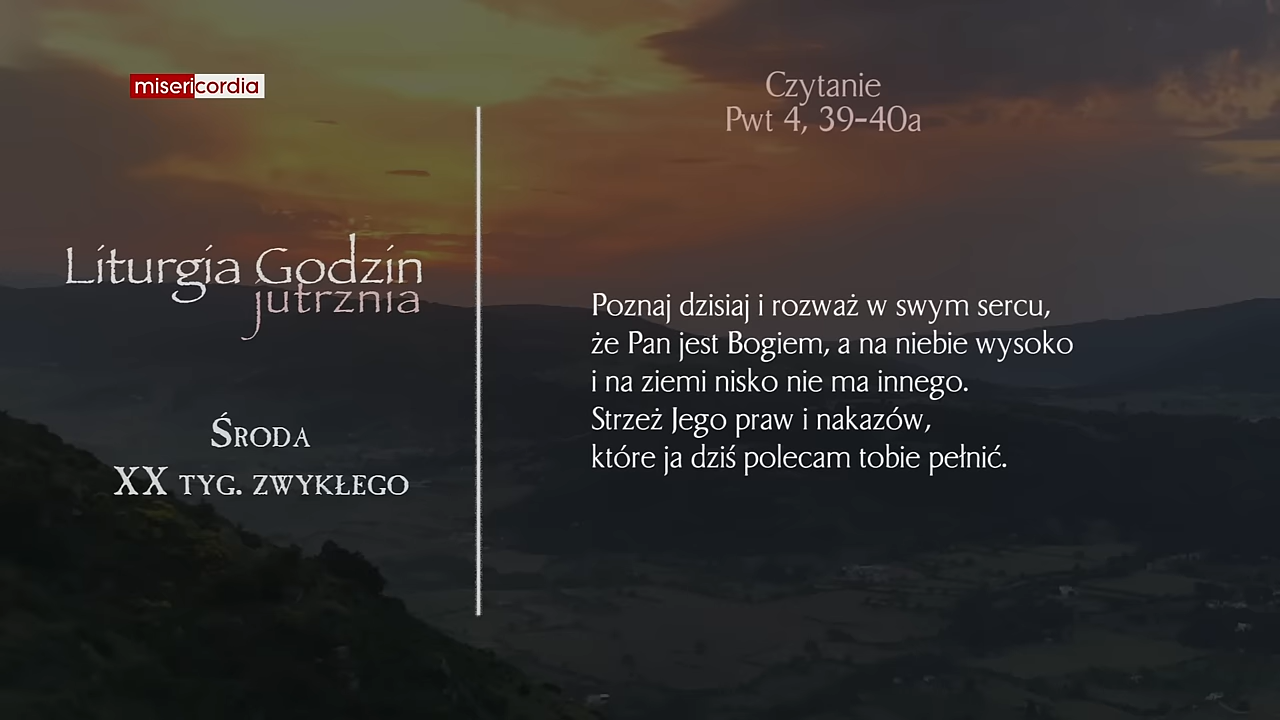 misericordia
Liturgia Godzin
jutrznia
Środa
XX tyg. zwykłego
Czytanie
Pwt 4, 39-40a
Poznaj dzisiaj i rozważ w swym sercu,
że Pan jest Bogiem, a na niebie wysoko
i na ziemi nisko nie ma innego.
Strzeż Jego praw i nakazów,
które ja dziś polecam tobie pełnić.